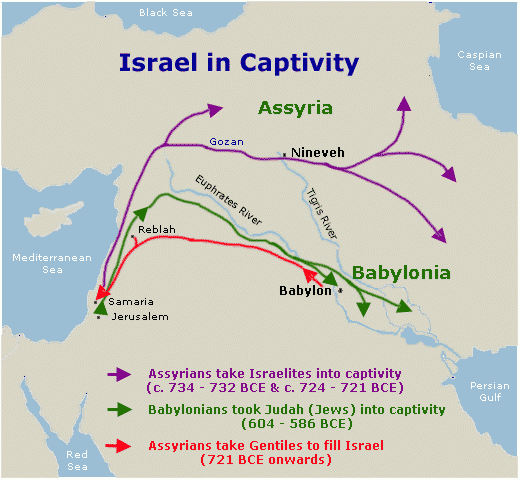 Black Sea
Caspian
Sea
Israel in Captivity
Assyria
Gozan
Nineveh
Euphrates River
Tigris River
Reblah
Mediterranean
Sea
Babylonia
Babylon
Samaria
Jerusalem
Assyrians take Israelites into captivity
(c. 734 - 732 BCE & c. 724 - 721 BCE)
Babylonians took Judah (Jews) into captivity
(604 - 586 BCE)
Assyrians take Gentiles to fill Israel
(721 BCE onwards)
Persian
Gulf
Red
Sea